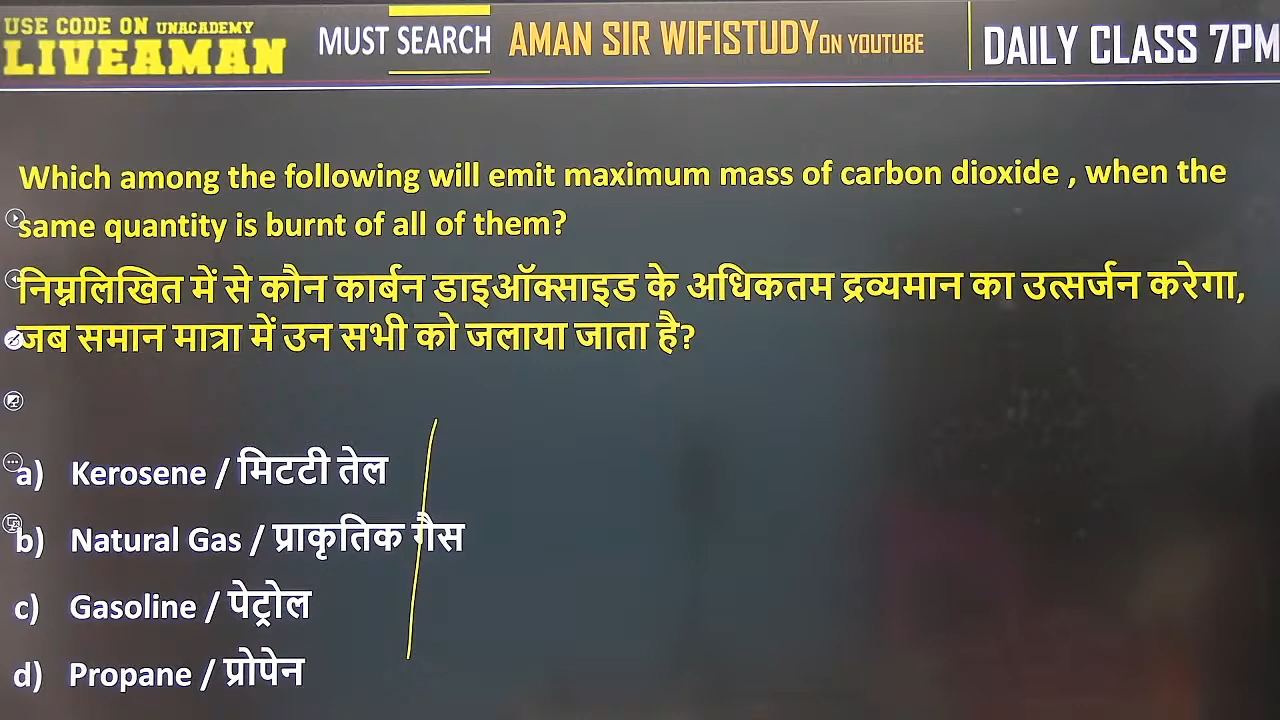 USE CODE ON UNACADEMY
LIVEAMAN
MUST SEARCH
AMAN SIR WIFISTUDY ON YOUTUBE
DAILY CLASS 7PM
Which among the following will emit maximum mass of carbon dioxide , when the
same quantity is burnt of all of them?
निम्नलिखित में से कौन कार्बन डाइऑक्साइड के अधिकतम द्रव्यमान का उत्सर्जन करेगा,
जब समान मात्रा में उन सभी को जलाया जाता है?
a) Kerosene / मिटटी तेल
b) Natural Gas / प्राकृतिक गैस
c) Gasoline / पेट्रोल
d) Propane / प्रोपेन